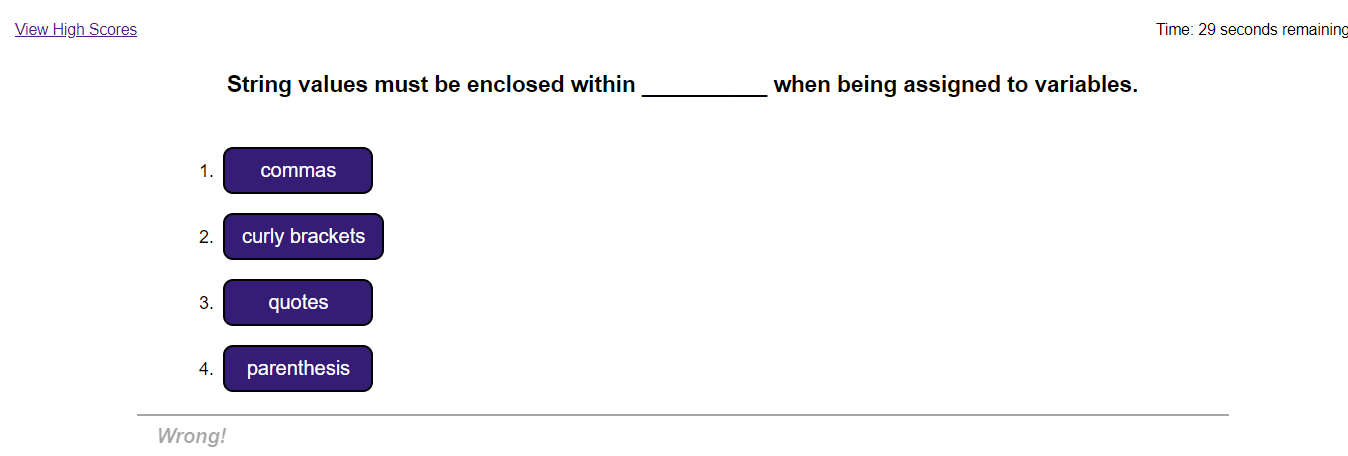 View High Scores
Time: 29 seconds remaining
String values must be enclosed within __________ when being assigned to variables.
1. commas
2. curly brackets
3. quotes
4. parenthesis
Wrong!